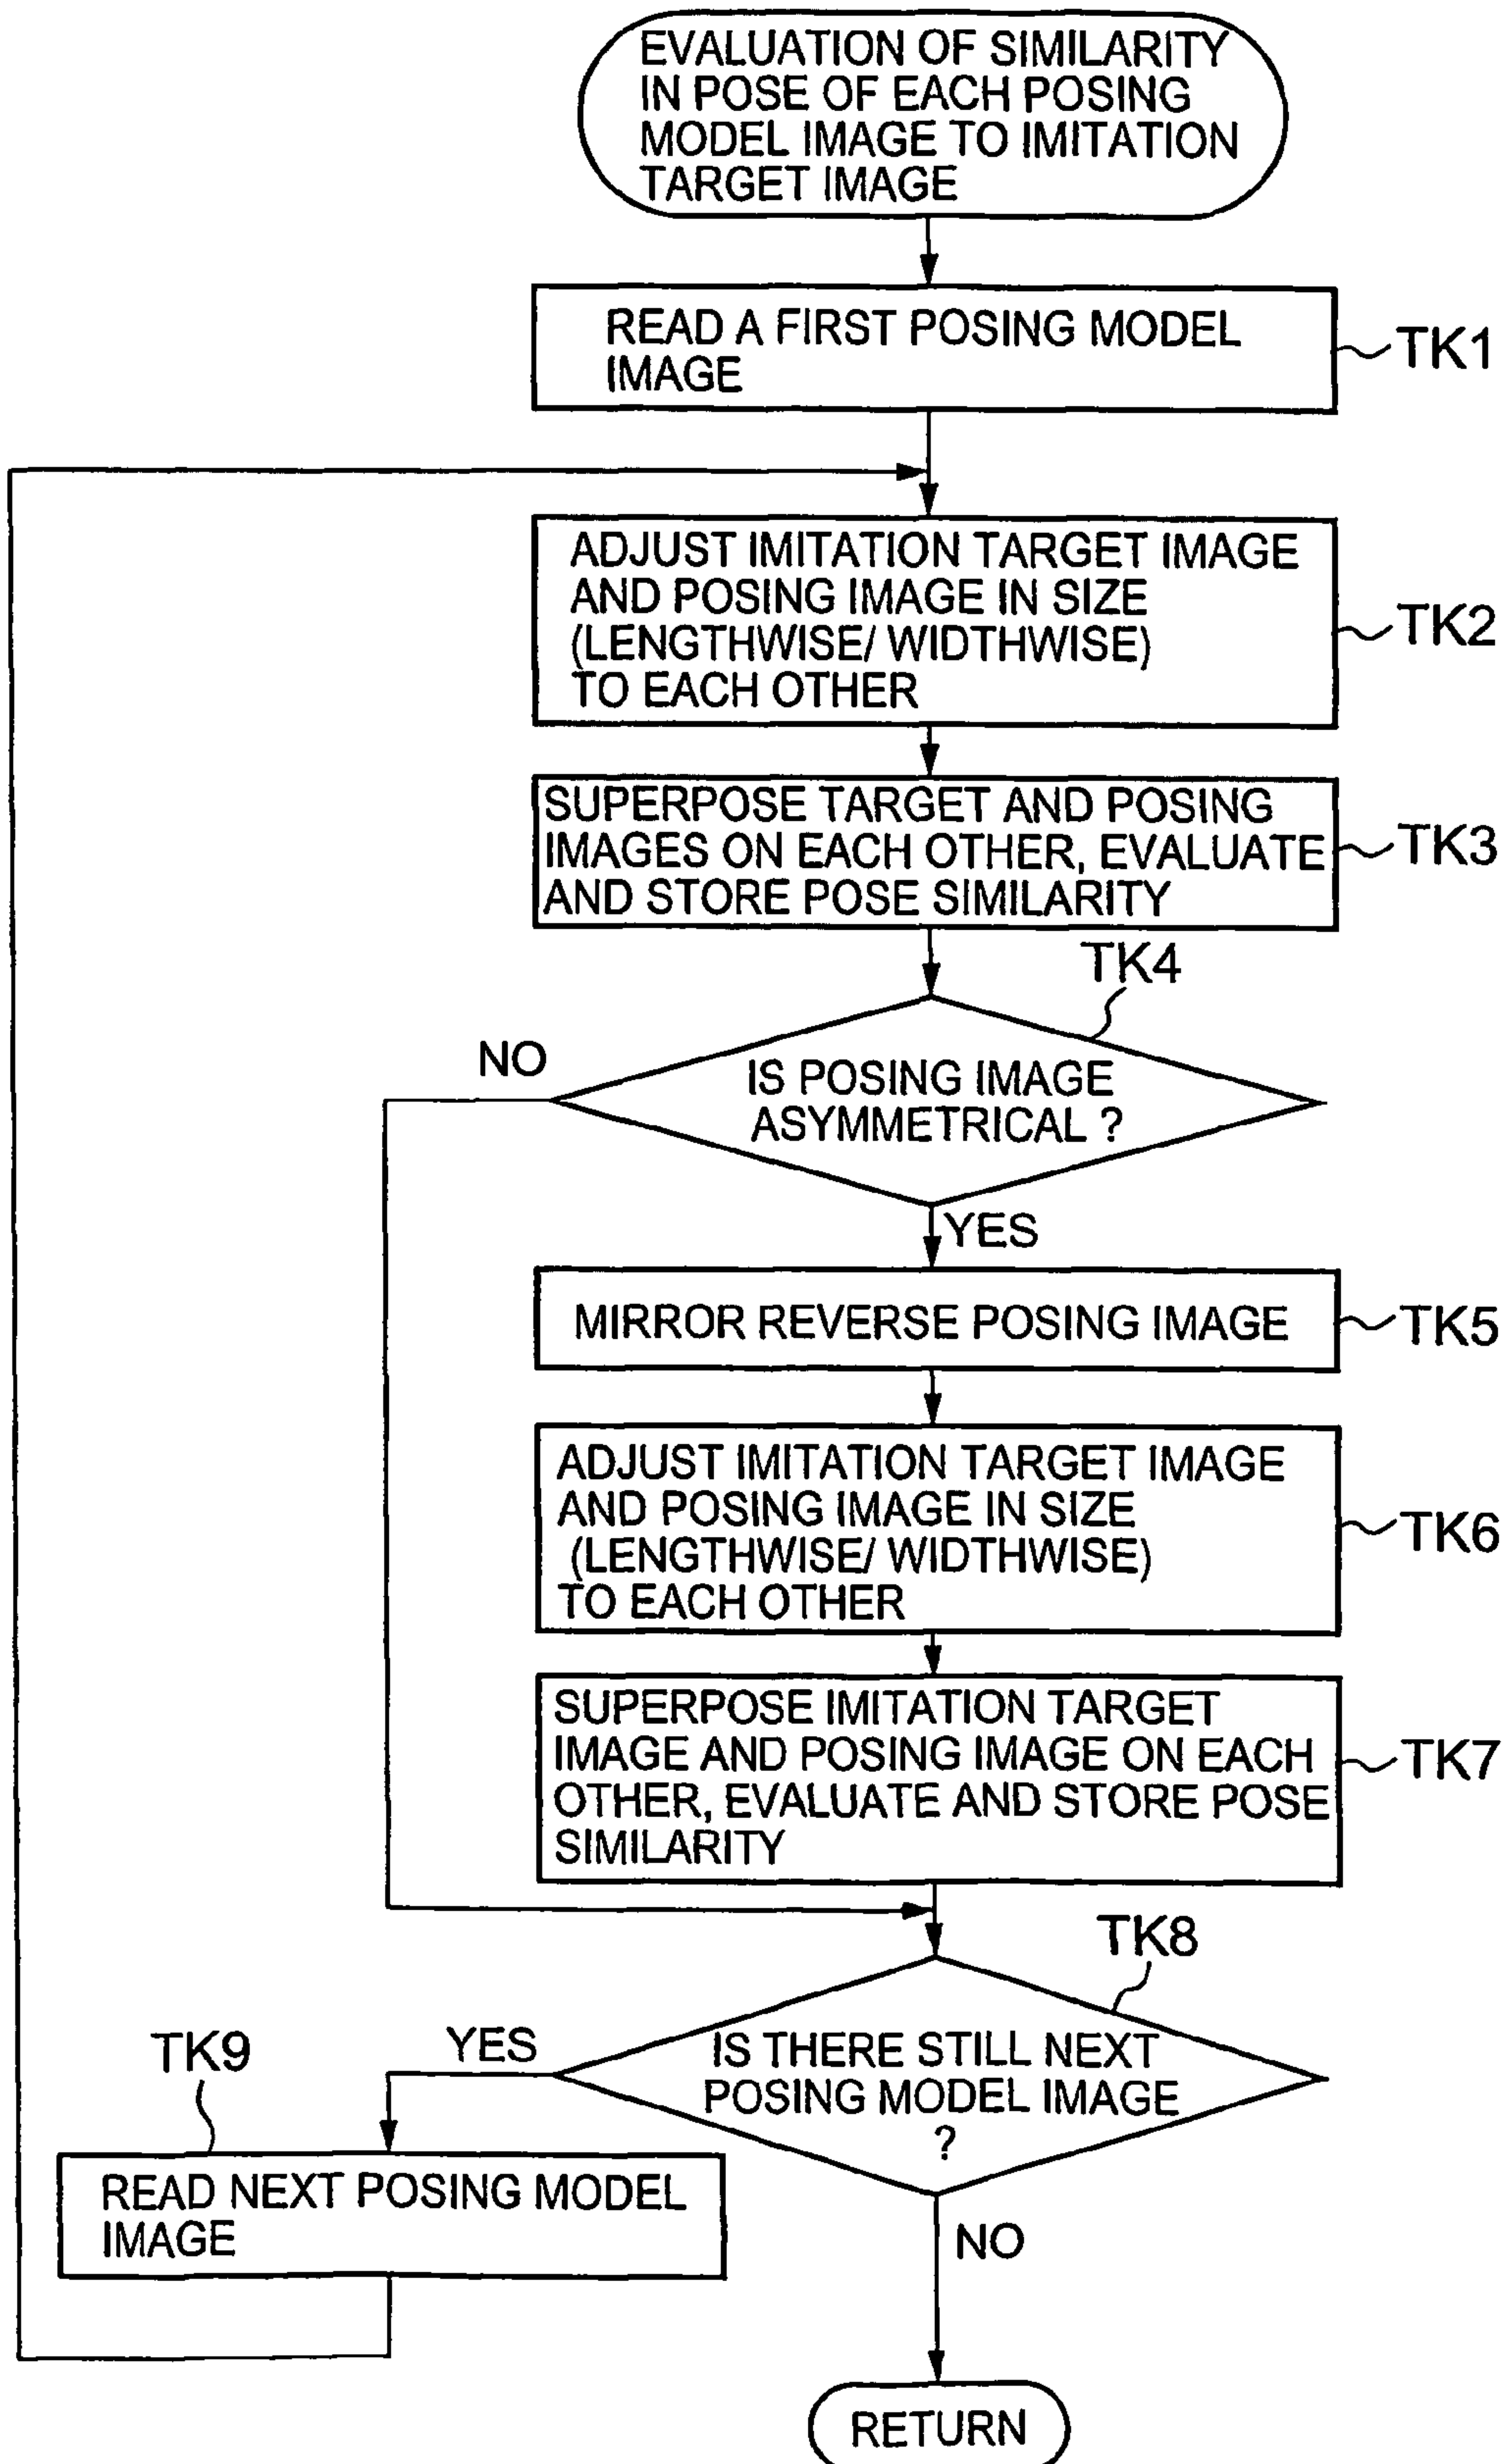 EVALUATION OF SIMILARITY
IN POSE OF EACH POSING
MODEL IMAGE TO IMITATION
TARGET IMAGE
READ A FIRST POSING MODEL
IMAGE
TK1
ADJUST IMITATION TARGET IMAGE
AND POSING IMAGE IN SIZE
(LENGTHWISE/ WIDTHWISE)
TO EACH OTHER
TK2
SUPERPOSE TARGET AND POSING
IMAGES ON EACH OTHER, EVALUATE
AND STORE POSE SIMILARITY
TK3
TK4
NO
IS POSING IMAGE
ASYMMETRICAL ?
YES
MIRROR REVERSE POSING IMAGE
TK5
ADJUST IMITATION TARGET IMAGE
AND POSING IMAGE IN SIZE
(LENGTHWISE/ WIDTHWISE)
TO EACH OTHER
TK6
SUPERPOSE IMITATION TARGET
IMAGE AND POSING IMAGE ON EACH
OTHER, EVALUATE AND STORE POSE
SIMILARITY
TK7
TK8
YES
IS THERE STILL NEXT
POSING MODEL IMAGE
?
TK9
READ NEXT POSING MODEL
IMAGE
NO
RETURN